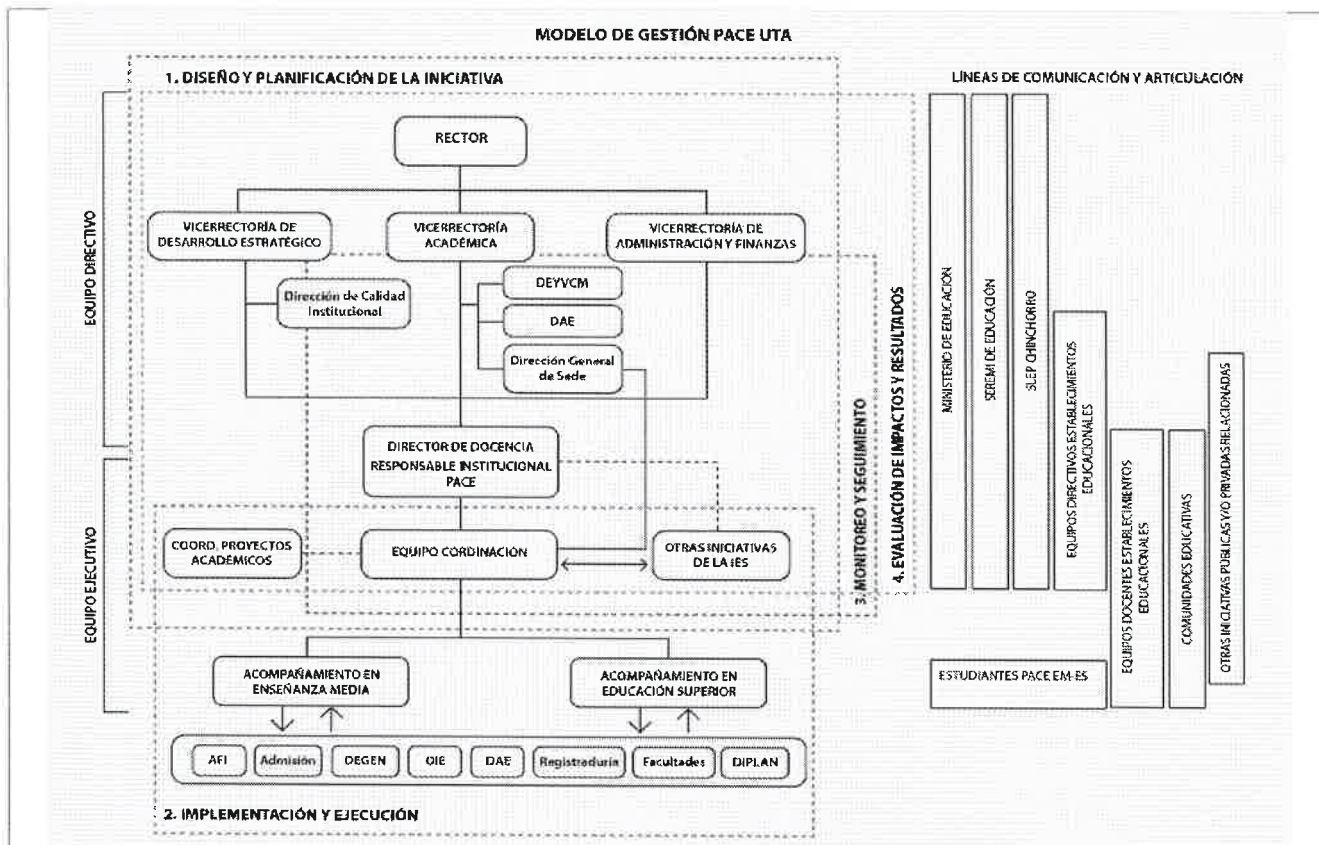 MODELO DE GESTIÓN PACE UTA
1. DISEÑO Y PLANIFICACIÓN DE LA INICIATIVA
LÍNEAS DE COMUNICACIÓN Y ARTICULACIÓN
EQUIPO DIRECTIVO
RECTOR
VICERRECTORÍA DE
DESARROLLO ESTRATÉGICO
VICERRECTORÍA
ACADÉMICA
VICERRECTORÍA DE
ADMINISTRACIÓN Y FINANZAS
Dirección de Calidad
Institucional
DEYVCM
DAE
Dirección General
de Sede
DIRECTOR DE DOCENCIA
RESPONSABLE INSTITUCIONAL
PACE
EQUIPO EJECUTIVO
COORD. PROYECTOS
ACADÉMICOS
EQUIPO CORDINACIÓN
OTRAS INICIATIVAS
DE LA IES
3. MONITOREO Y SEGUIMIENTO
4. EVALUACIÓN DE IMPACTOS Y RESULTADOS
ACOMPAÑAMIENTO EN
ENSEÑANZA MEDIA
ACOMPAÑAMIENTO EN
EDUCACIÓN SUPERIOR
AFI
Admisión
DEGEN
OIE
DAE
Registraduría
Facultades
DIPLAN
2. IMPLEMENTACIÓN Y EJECUCIÓN
MINISTERIO DE EDUCACIÓN
SEREMI DE EDUCACIÓN
SLEP CHINCHORRO
EQUIPOS DIRECTIVOS ESTABLECIMIENTOS
EDUCACIONALES
EQUIPOS DOCENTES ESTABLECIMIENTOS
EDUCACIONALES
COMUNIDADES EDUCATIVAS
OTRAS INICIATIVAS PÚBLICAS Y/O PRIVADAS RELACIONADAS
ESTUDIANTES PACE EM-ES